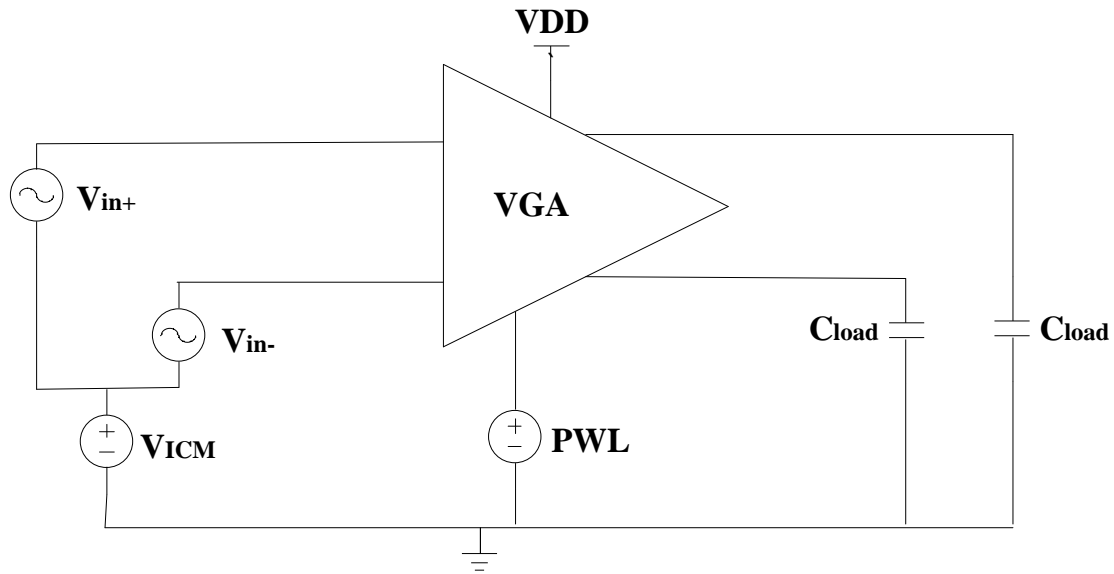 VDD
Vin+
VGA
Vin-
Cload
Cload
VICM
+
−
PWL
+
−